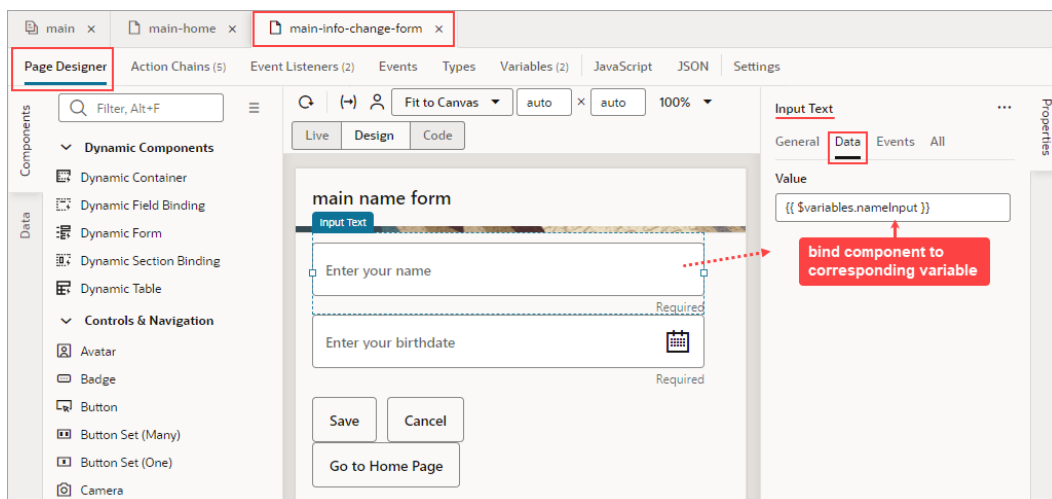 main ×
main-home ×
main-info-change-form ×
Page Designer
Action Chains (5)
Event Listeners (2)
Events
Types
Variables (2)
JavaScript
JSON
Settings
Components
Data
Filter, Alt+F
Dynamic Components
Dynamic Container
Dynamic Field Binding
Dynamic Form
Dynamic Section Binding
Dynamic Table
Controls & Navigation
Avatar
Badge
Button
Button Set (Many)
Button Set (One)
Camera
Fit to Canvas
auto × auto
100%
Live
Design
Code
main name form
Input Text
Enter your name
Required
Enter your birthdate
Required
Save
Cancel
Go to Home Page
Input Text
...
General
Data
Events
All
Value
{{ $variables.nameInput }}
bind component to
corresponding variable
Properties